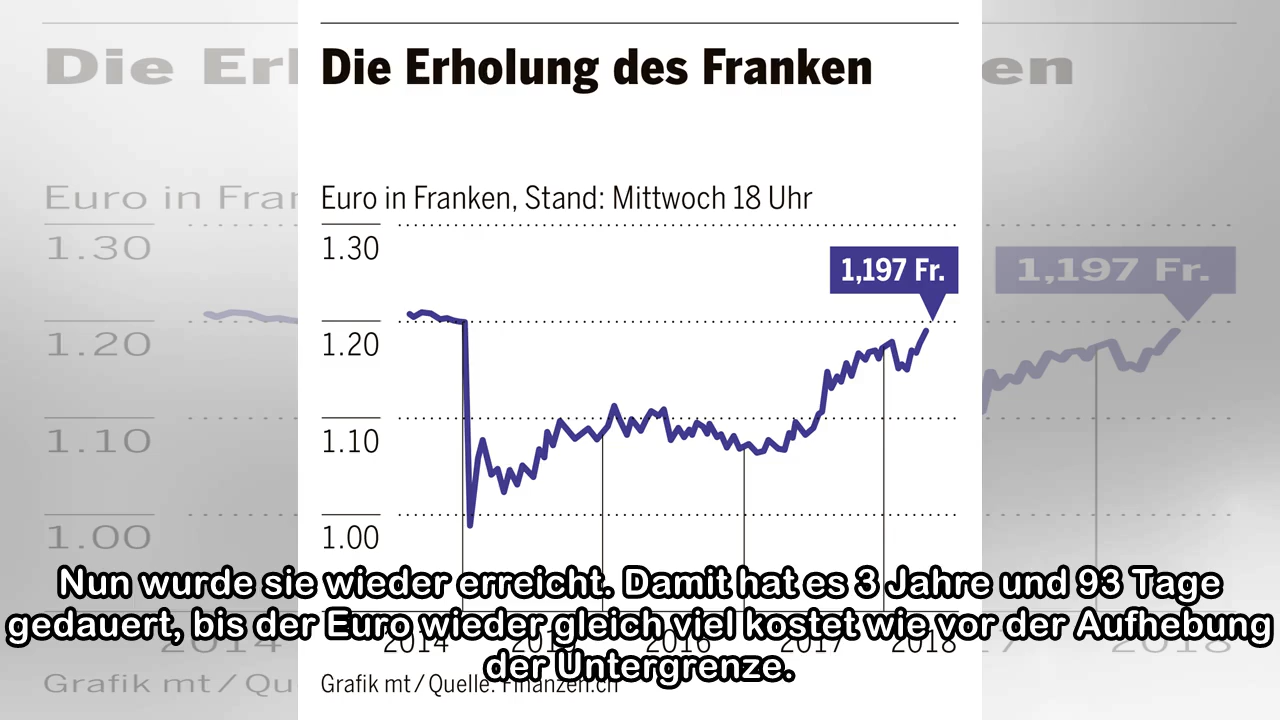 Die Erholung des Franken
Euro in Franken, Stand: Mittwoch 18 Uhr
1.30
1,197 Fr.
1.20
1.10
1.00
Nun wurde sie wieder erreicht. Damit hat es 3 Jahre und 93 Tage
gedauert, bis der Euro wieder gleich viel kostet wie vor der Aufhebung
der Untergrenze.
2014 2015 2016 2017 2018
Grafik mt / Quelle: Finanzen.ch